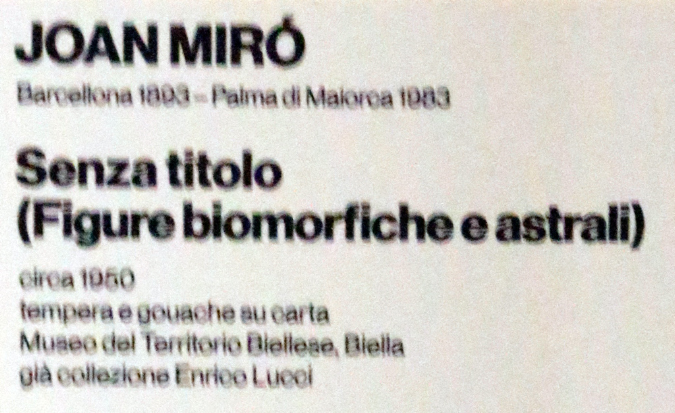 JOAN MIRÓ
Barcellona 1893 – Palma di Maiorca 1983
Senza titolo
(Figure biomorfiche e astrali)
circa 1950
tempera e gouache su carta
Museo del Territorio Biellese, Biella
già collezione Enrico Lucci